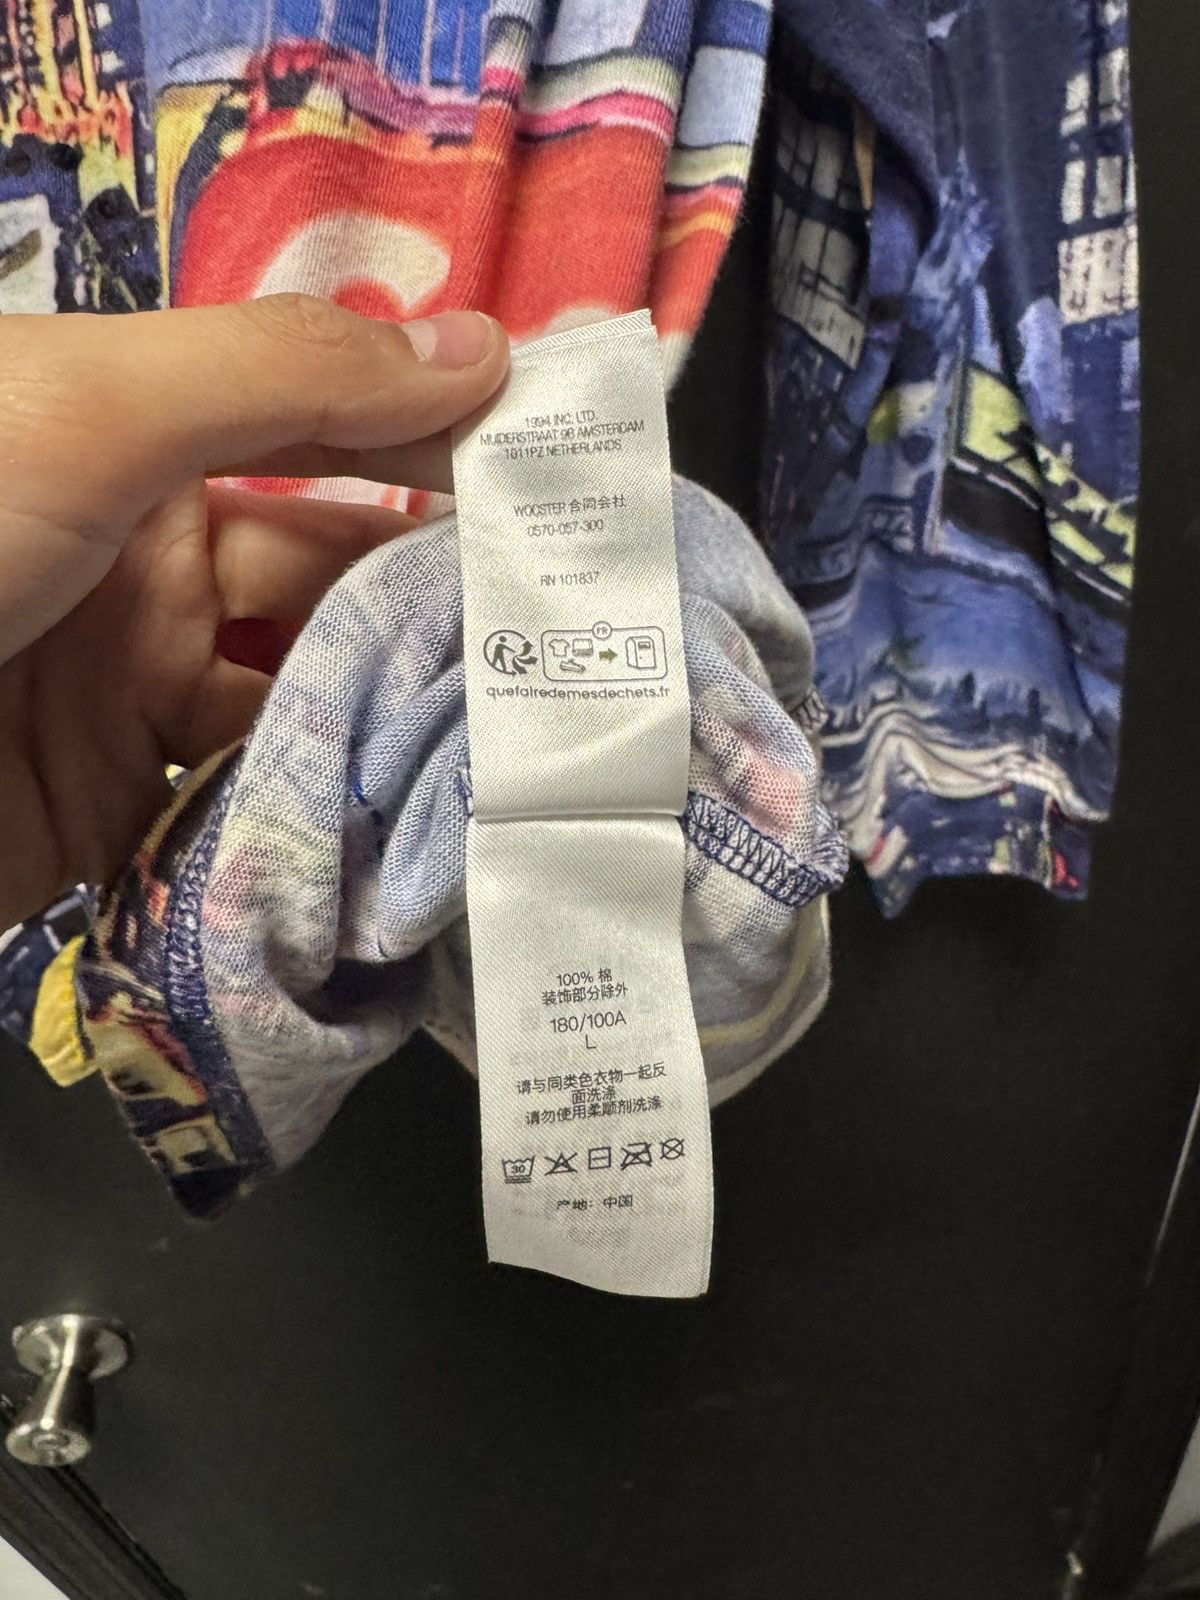 1994 INC. LTD.
MUIDERSTRAAT 9B AMSTERDAM
1011PZ NETHERLANDS
WOOSTER 合同会社
0570-057-300
RN 101837
FR
quefairedemesdechets.fr
100% 棉
装饰部分除外
180/100A
L
请与同类色衣物一起反
面洗涤
请勿使用柔顺剂洗涤
30
产地：中国